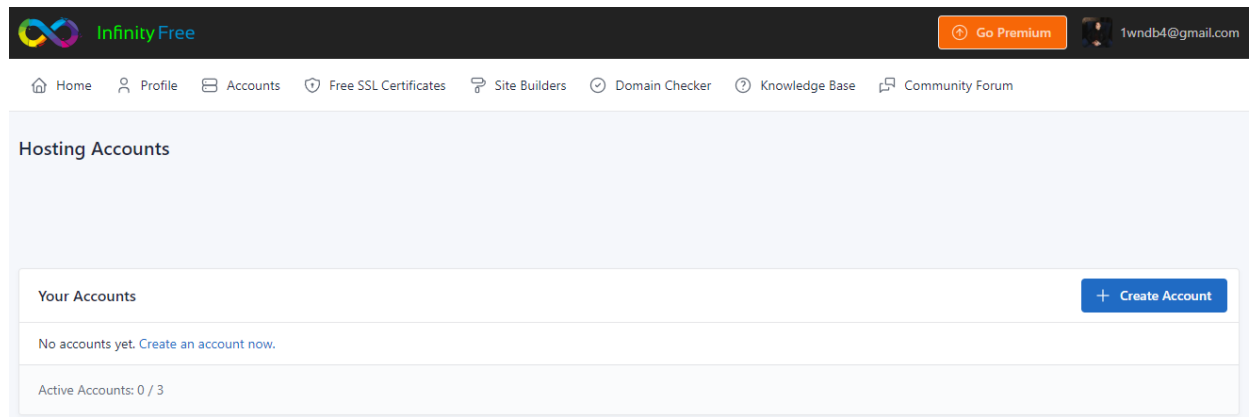 Infinity Free
Go Premium
1wndb4@gmail.com
Home Profile Accounts Free SSL Certificates Site Builders Domain Checker Knowledge Base Community Forum
Hosting Accounts
Your Accounts
+ Create Account
No accounts yet. Create an account now.
Active Accounts: 0 / 3